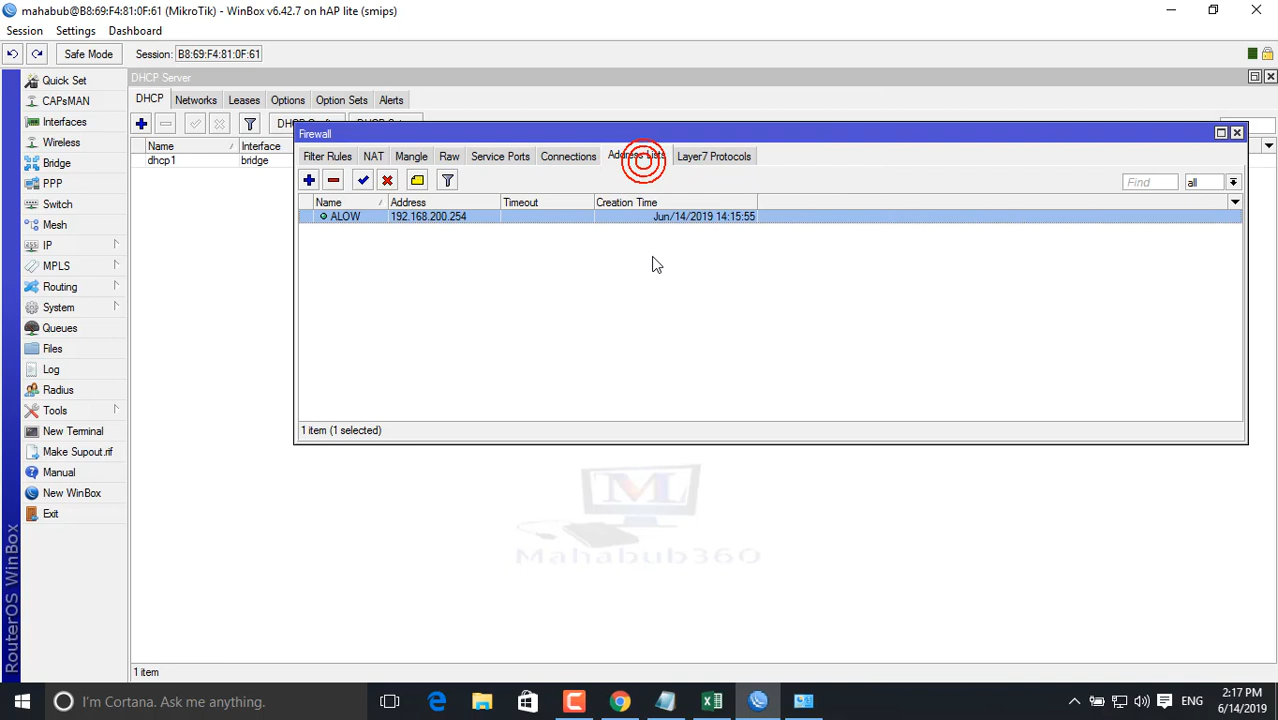 mahabub@B8:69:F4:81:0F:61 (MikroTik) - WinBox v6.42.7 on hAP lite (smips)
Session Settings Dashboard
Safe Mode Session: B8:69:F4:81:0F:61
Quick Set
CAPsMAN
Interfaces
Wireless
Bridge
PPP
Switch
Mesh
IP
MPLS
Routing
System
Queues
Files
Log
Radius
Tools
New Terminal
Make Supout.rif
Manual
New WinBox
Exit
RouterOS WinBox
DHCP Server
DHCP Networks Leases Options Option Sets Alerts
Name Interface
dhcp1 bridge
Firewall
Filter Rules NAT Mangle Raw Service Ports Connections Address Lists Layer7 Protocols
Find all
Name Address Timeout Creation Time
ALOW 192.168.200.254 Jun/14/2019 14:15:55
1 item (1 selected)
Mahabub360
1 item
I'm Cortana. Ask me anything.
ENG
2:17 PM
6/14/2019